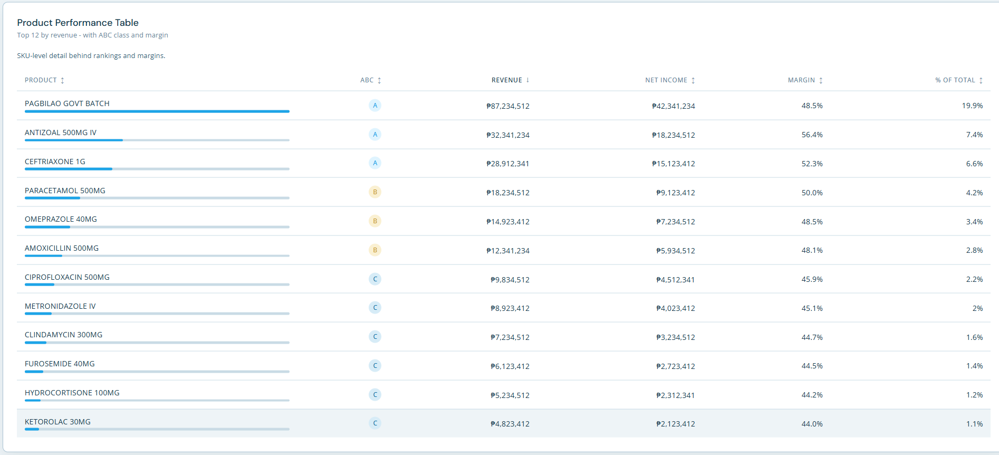 Product Performance Table
Top 12 by revenue - with ABC class and margin
SKU-level detail behind rankings and margins.
PRODUCT ↕ ABC ↕ REVENUE ↓ NET INCOME ↕ MARGIN ↕ % OF TOTAL ↕
PAGBILAO GOVT BATCH A ₱87,234,512 ₱42,341,234 48.5% 19.9%
ANTIZOAL 500MG IV A ₱32,341,234 ₱18,234,512 56.4% 7.4%
CEFTRIAXONE 1G A ₱28,912,341 ₱15,123,412 52.3% 6.6%
PARACETAMOL 500MG B ₱18,234,512 ₱9,123,412 50.0% 4.2%
OMEPRAZOLE 40MG B ₱14,923,412 ₱7,234,512 48.5% 3.4%
AMOXICILLIN 500MG B ₱12,341,234 ₱5,934,512 48.1% 2.8%
CIPROFLOXACIN 500MG C ₱9,834,512 ₱4,512,341 45.9% 2.2%
METRONIDAZOLE IV C ₱8,923,412 ₱4,023,412 45.1% 2%
CLINDAMYCIN 300MG C ₱7,234,512 ₱3,234,512 44.7% 1.6%
FUROSEMIDE 40MG C ₱6,123,412 ₱2,723,412 44.5% 1.4%
HYDROCORTISONE 100MG C ₱5,234,512 ₱2,312,341 44.2% 1.2%
KETOROLAC 30MG C ₱4,823,412 ₱2,123,412 44.0% 1.1%